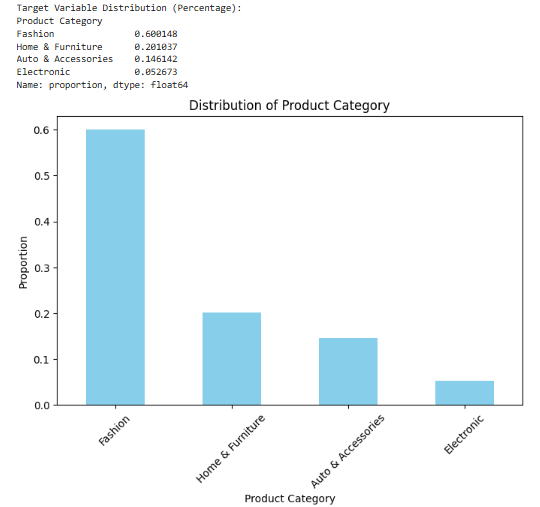 Target Variable Distribution (Percentage):
Product Category
Fashion 0.600148
Home & Furniture 0.201037
Auto & Accessories 0.146142
Electronic 0.052673
Name: proportion, dtype: float64
Distribution of Product Category
0.6
0.5
0.4
0.3
0.2
0.1
0.0
Proportion
Fashion
Home & Furniture
Auto & Accessories
Electronic
Product Category